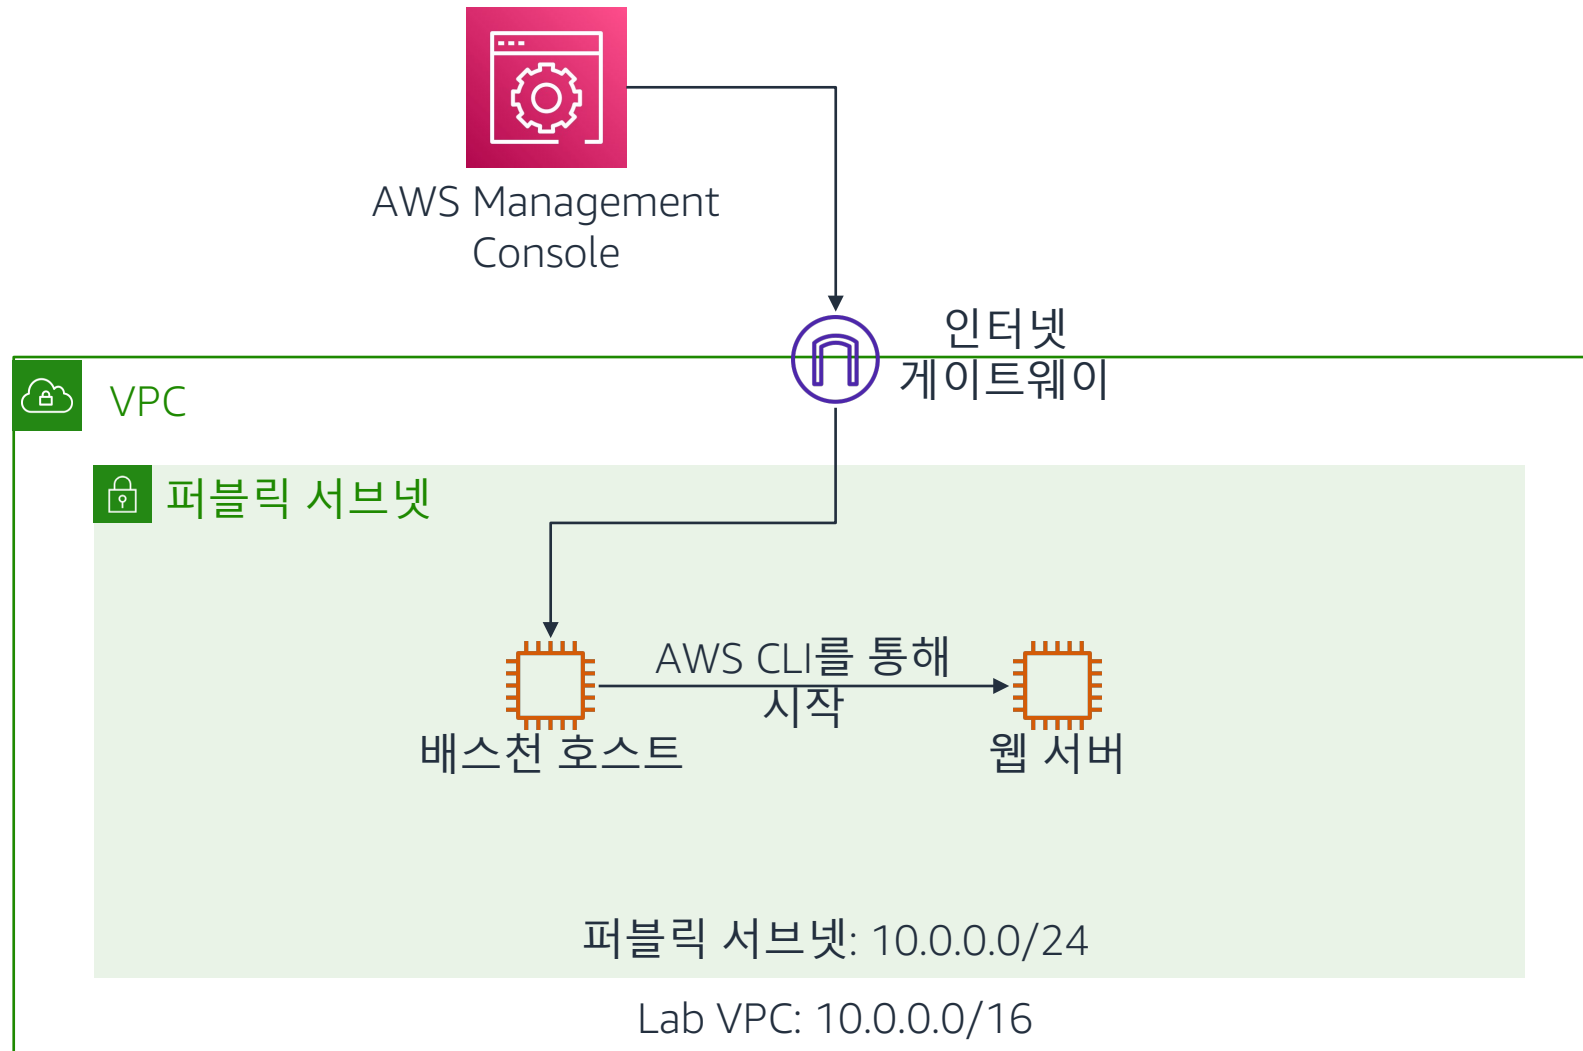 AWS Management
Console
인터넷
게이트웨이
VPC
퍼블릭 서브넷
AWS CLI를 통해
시작
배스천 호스트
웹 서버
퍼블릭 서브넷: 10.0.0.0/24
Lab VPC: 10.0.0.0/16